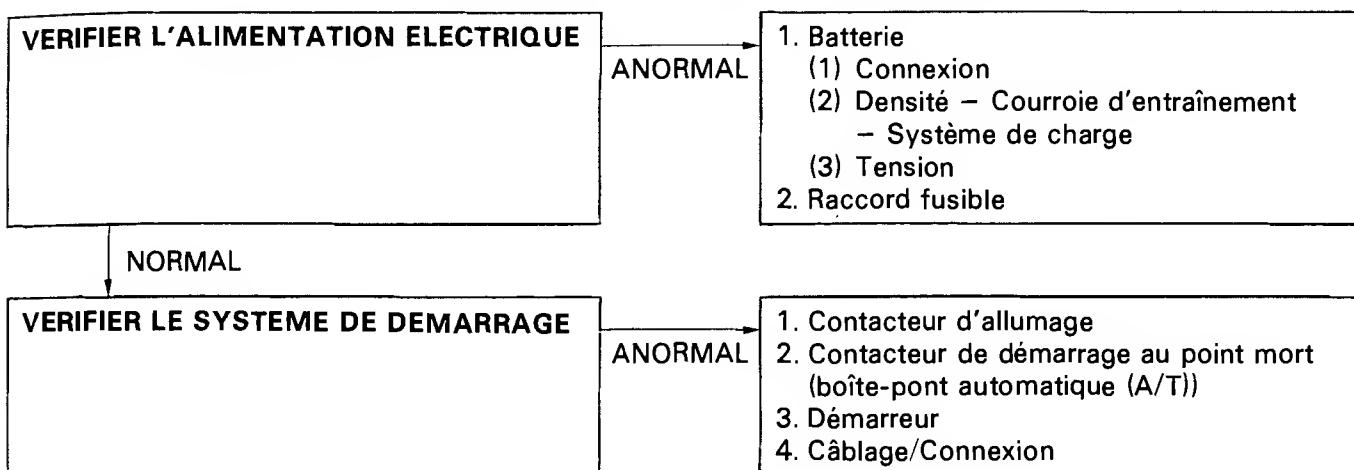 VERIFIER L'ALIMENTATION ELECTRIQUE
ANORMAL
1. Batterie
(1) Connexion
(2) Densité – Courroie d'entraînement
– Système de charge
(3) Tension
2. Raccord fusible
NORMAL
VERIFIER LE SYSTEME DE DEMARRAGE
ANORMAL
1. Contacteur d'allumage
2. Contacteur de démarrage au point mort
(boîte-pont automatique (A/T))
3. Démarreur
4. Câblage/Connexion